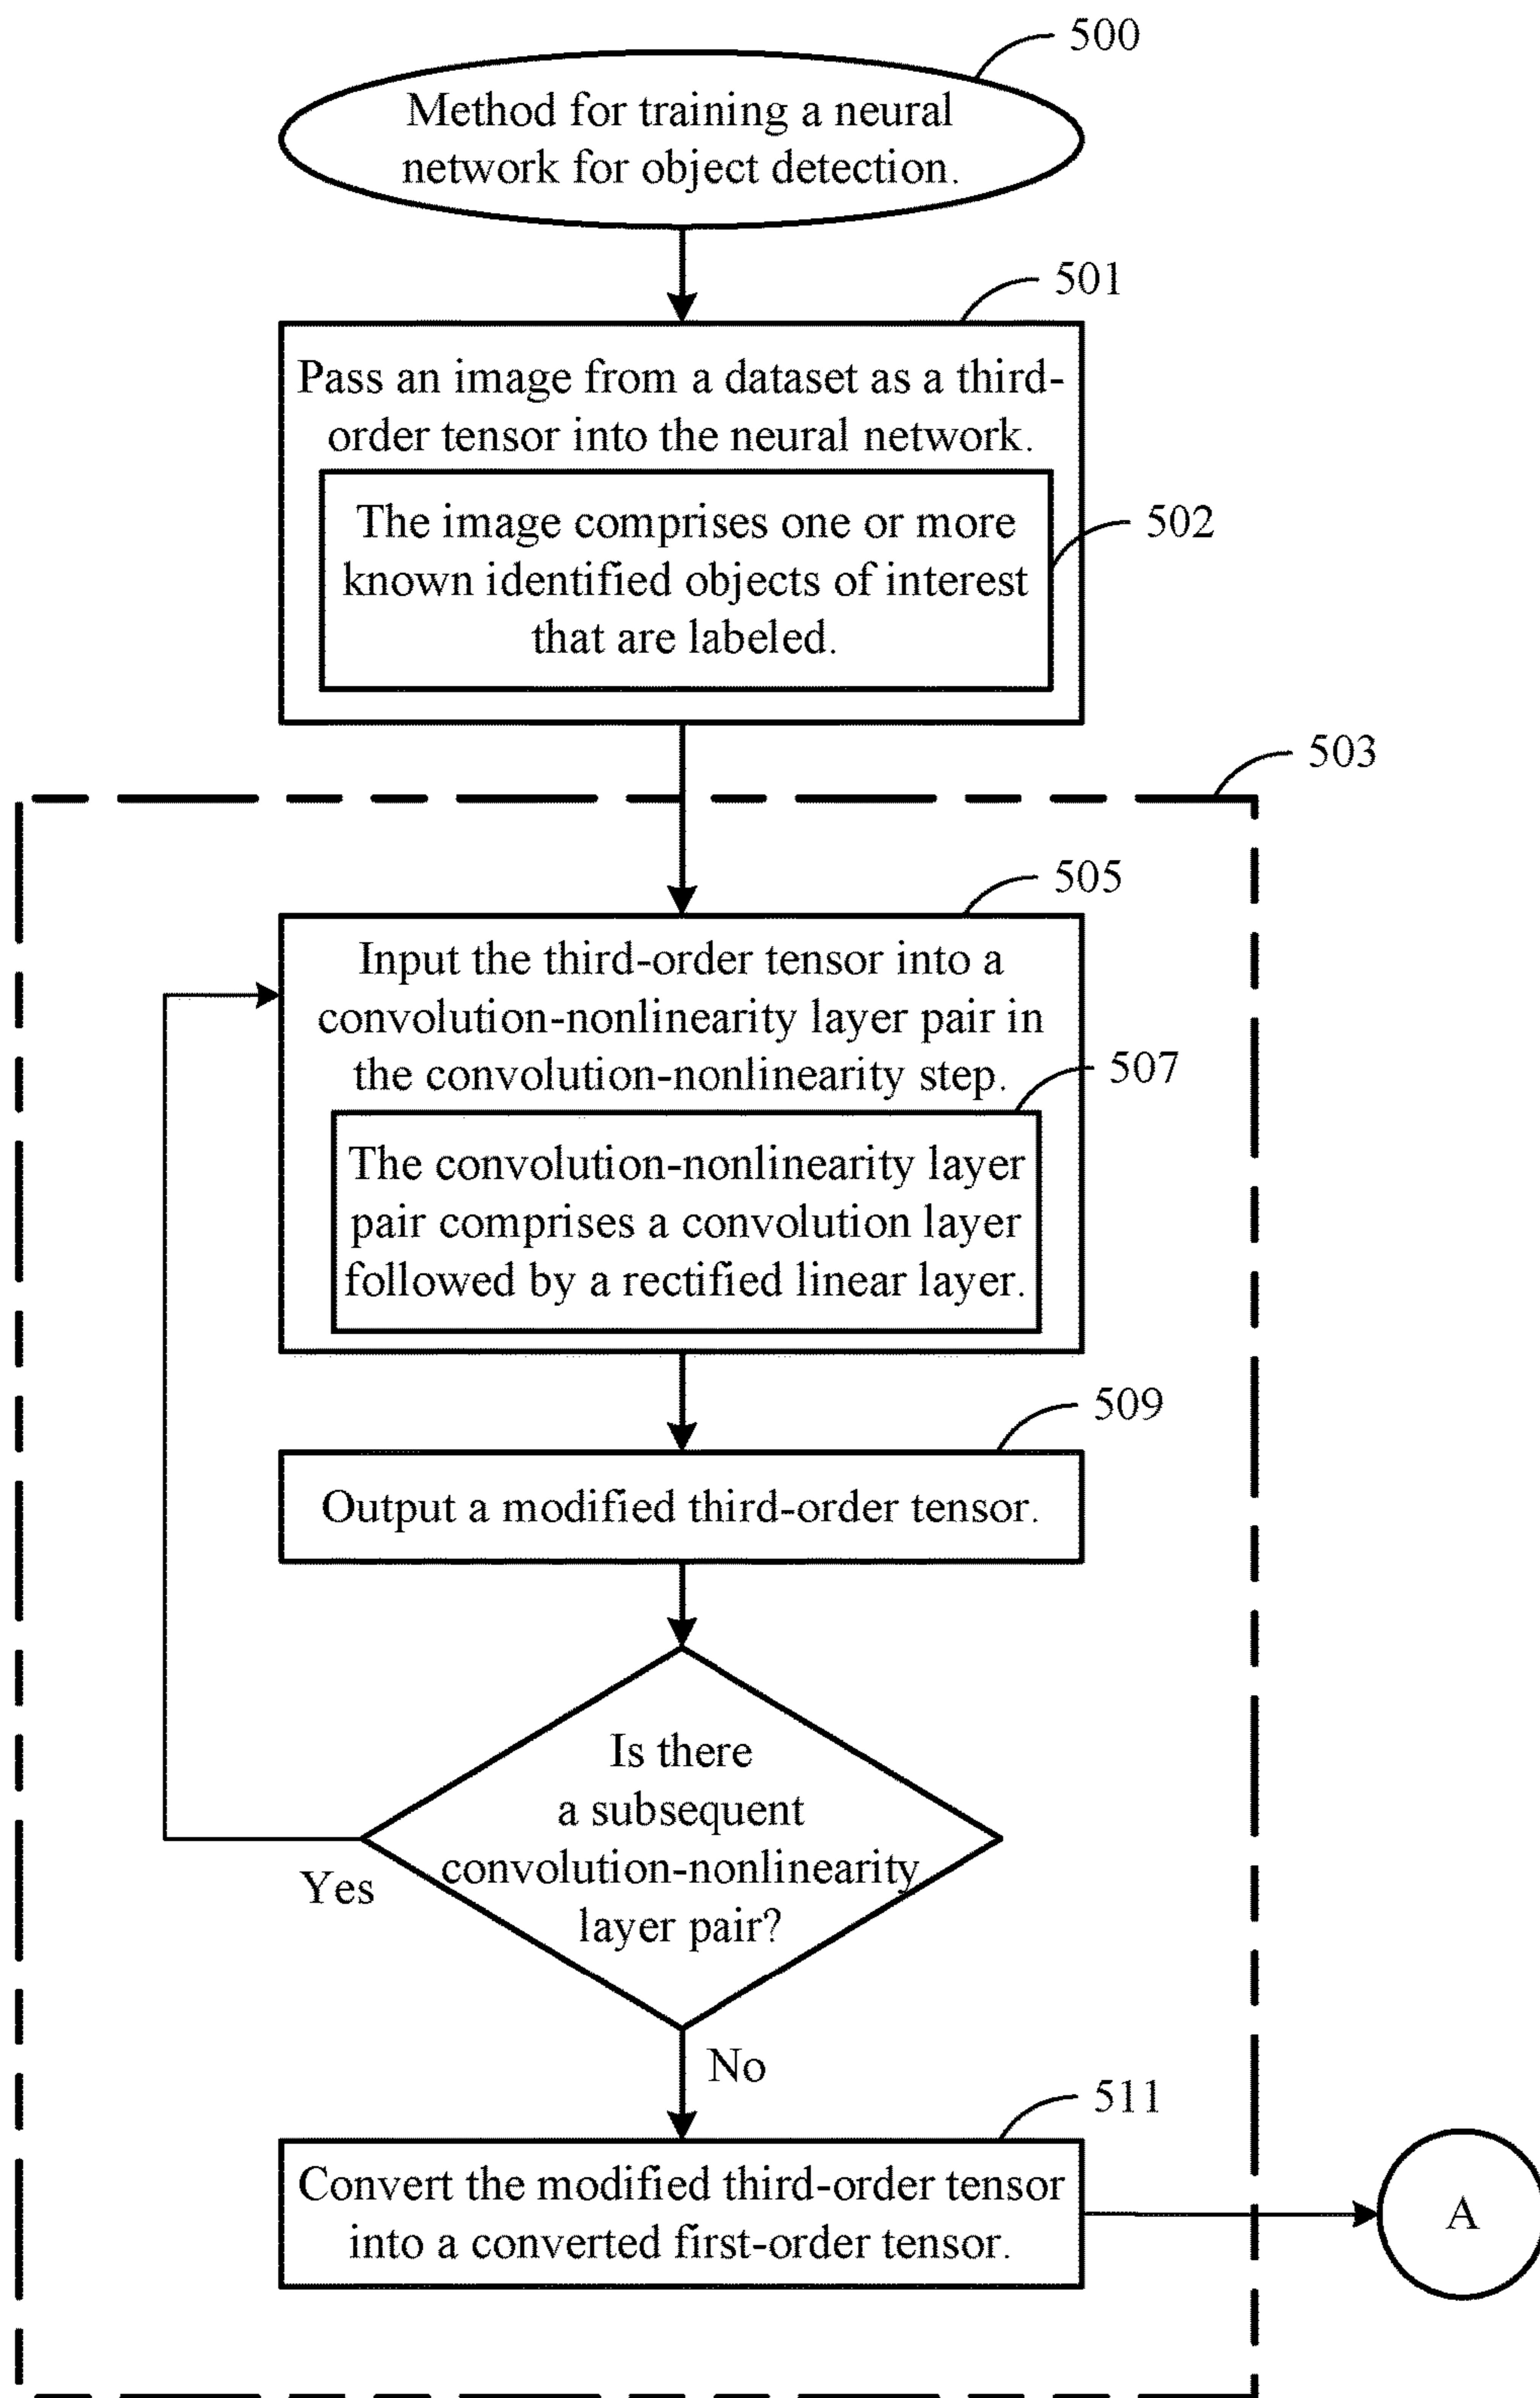 500
Method for training a neural
network for object detection.
501
Pass an image from a dataset as a third-
order tensor into the neural network.
The image comprises one or more
known identified objects of interest
that are labeled.
502
503
505
Input the third-order tensor into a
convolution-nonlinearity layer pair in
the convolution-nonlinearity step.
507
The convolution-nonlinearity layer
pair comprises a convolution layer
followed by a rectified linear layer.
509
Output a modified third-order tensor.
Is there
a subsequent
convolution-nonlinearity
layer pair?
Yes
No
511
Convert the modified third-order tensor
into a converted first-order tensor.
A